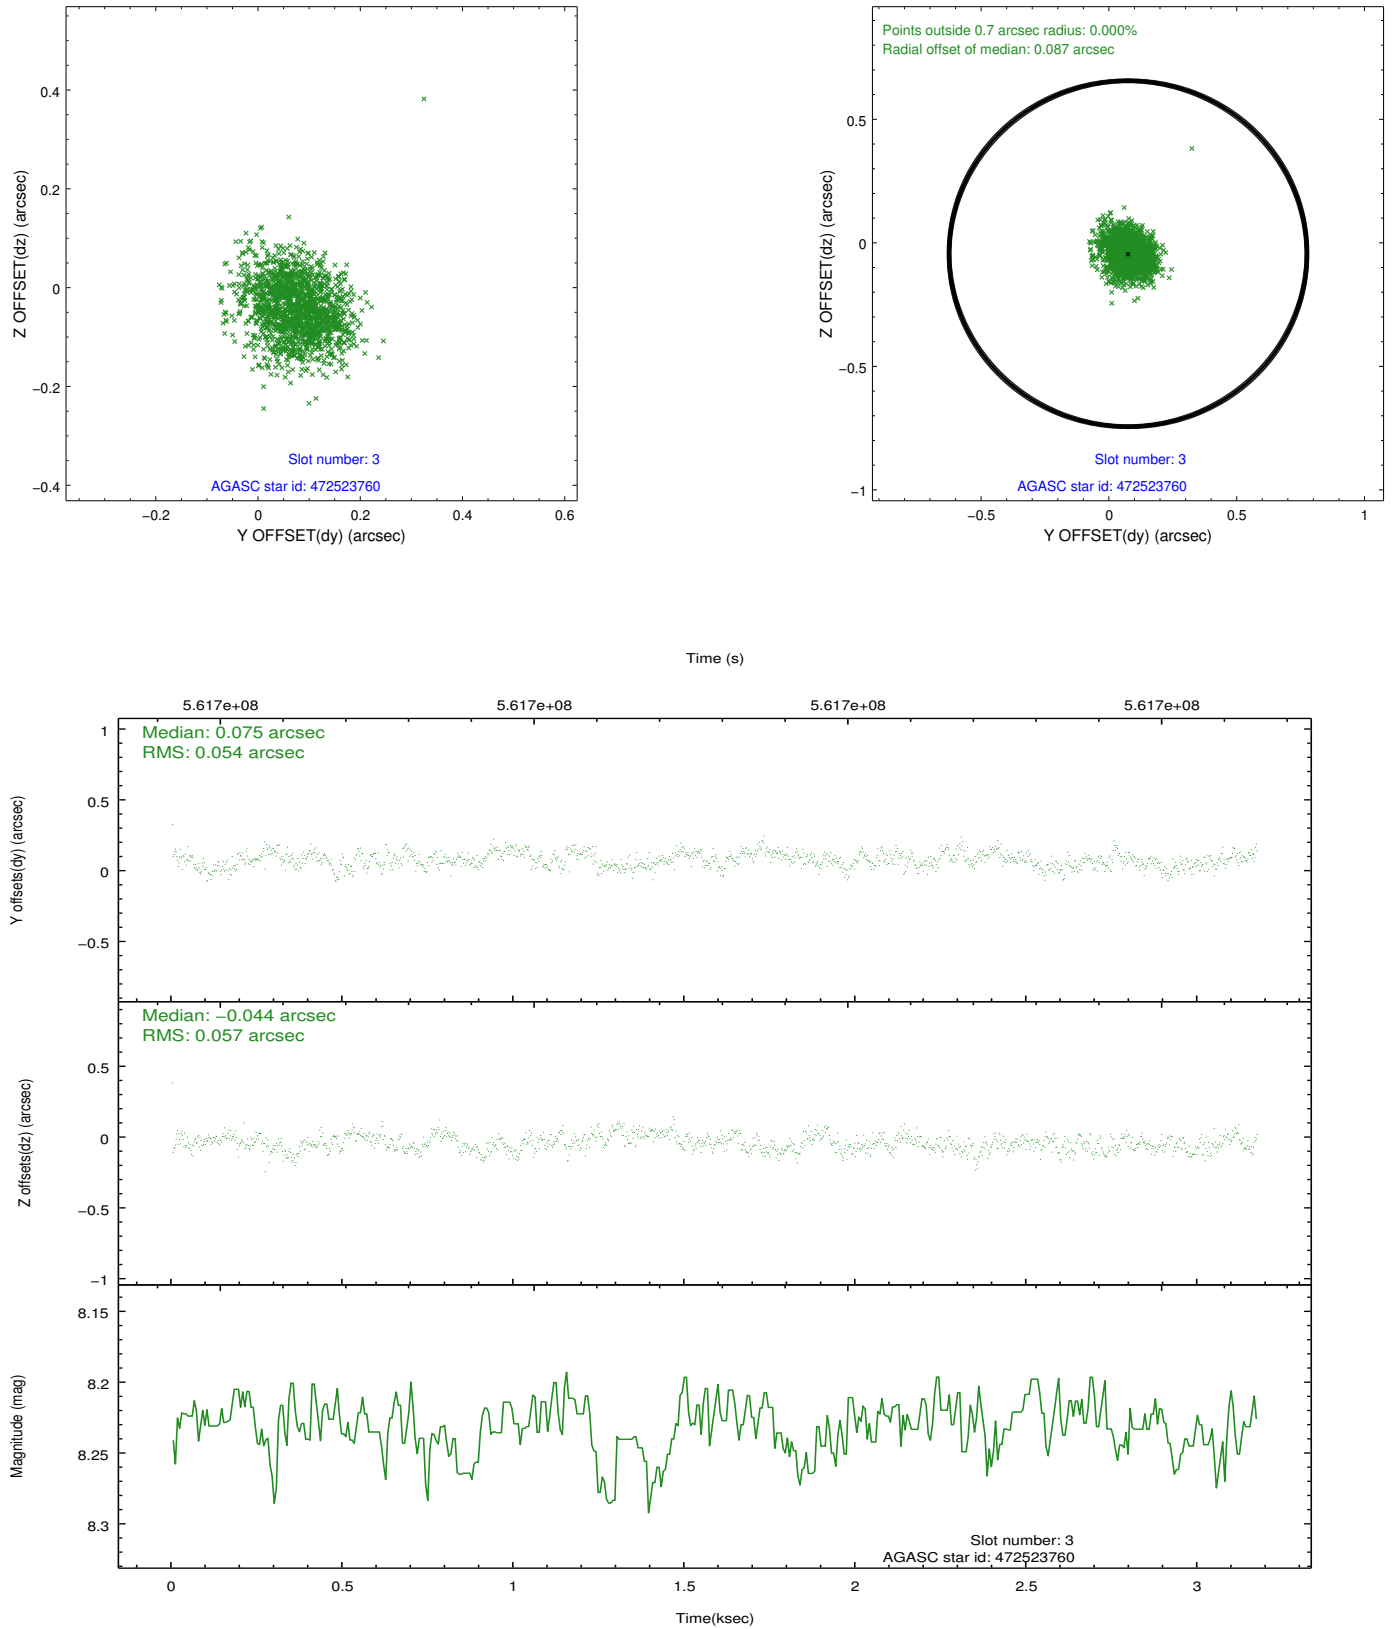 0.4
0.2
0
−0.2
−0.4
Z OFFSET(dz) (arcsec)
Slot number: 3
AGASC star id: 472523760
−0.2 0 0.2 0.4 0.6
Y OFFSET(dy) (arcsec)
Points outside 0.7 arcsec radius: 0.000%
Radial offset of median: 0.087 arcsec
0.5
0
−0.5
−1
Z OFFSET(dz) (arcsec)
Slot number: 3
AGASC star id: 472523760
−0.5 0 0.5 1
Y OFFSET(dy) (arcsec)
Time (s)
5.617e+08 5.617e+08 5.617e+08 5.617e+08
Median: 0.075 arcsec
RMS: 0.054 arcsec
1
0.5
0
−0.5
Y offsets(dy) (arcsec)
Median: −0.044 arcsec
RMS: 0.057 arcsec
0.5
0
−0.5
−1
Z offsets(dz) (arcsec)
8.15
8.2
8.25
8.3
Magnitude (mag)
Slot number: 3
AGASC star id: 472523760
0 0.5 1 1.5 2 2.5 3
Time(ksec)